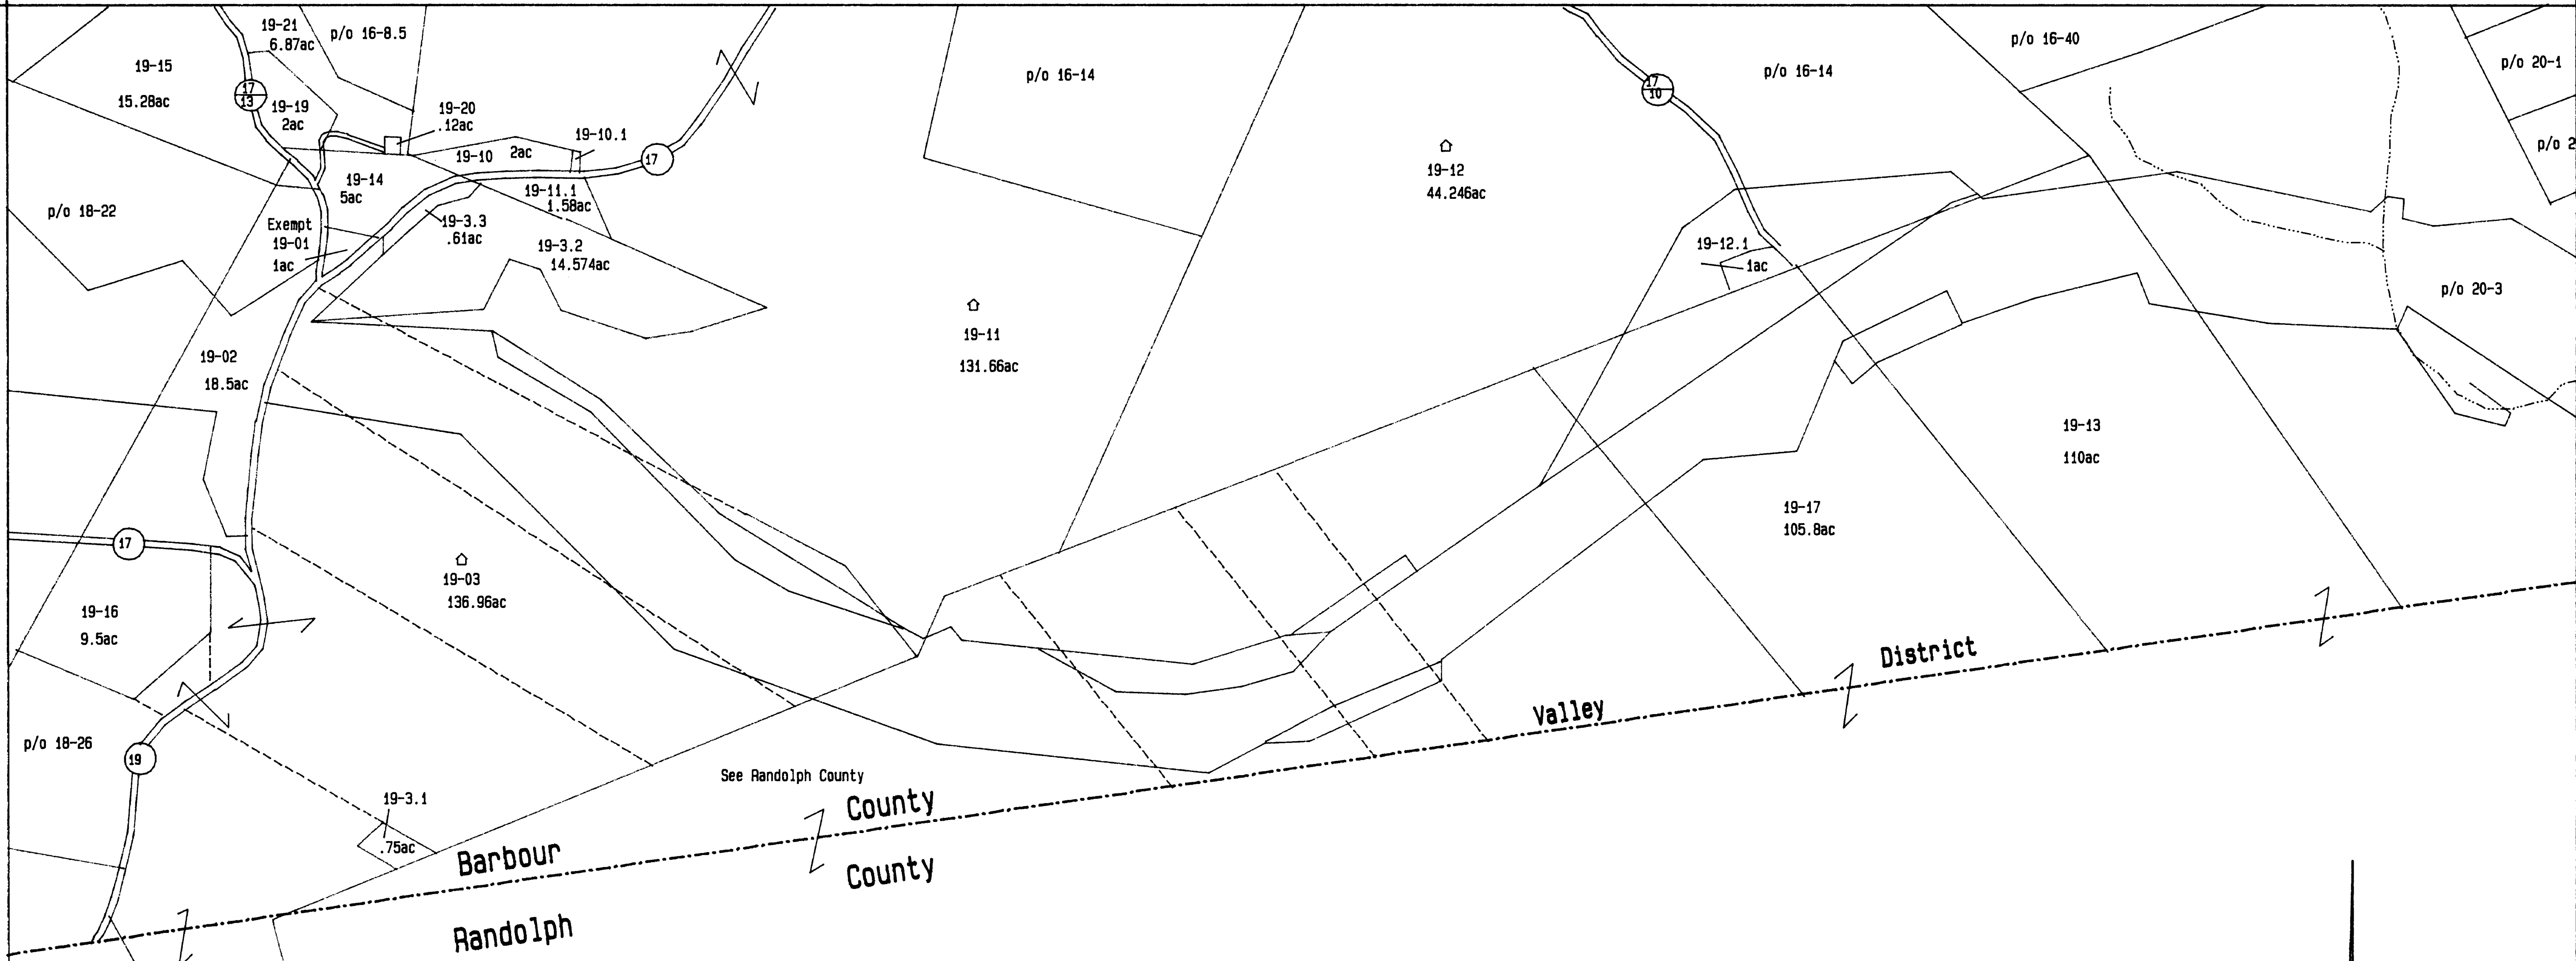 19-21
6.87ac
p/o 16-8.5
19-15
15.28ac
17
13
19-19
2ac
19-20
.12ac
19-10.1
19-10
2ac
17
19-14
5ac
19-11.1
1.58ac
p/o 18-22
Exempt
19-01
1ac
19-3.3
.61ac
19-3.2
14.574ac
p/o 16-14
19-12
44.246ac
17
10
p/o 16-14
p/o 16-40
p/o 20-1
19-12.1
1ac
p/o 20-3
19-02
18.5ac
19-11
131.66ac
19-13
110ac
19-17
105.8ac
17
19-03
136.96ac
19-16
9.5ac
p/o 18-26
19
19-3.1
.75ac
See Randolph County
Barbour County
Valley District
Randolph County